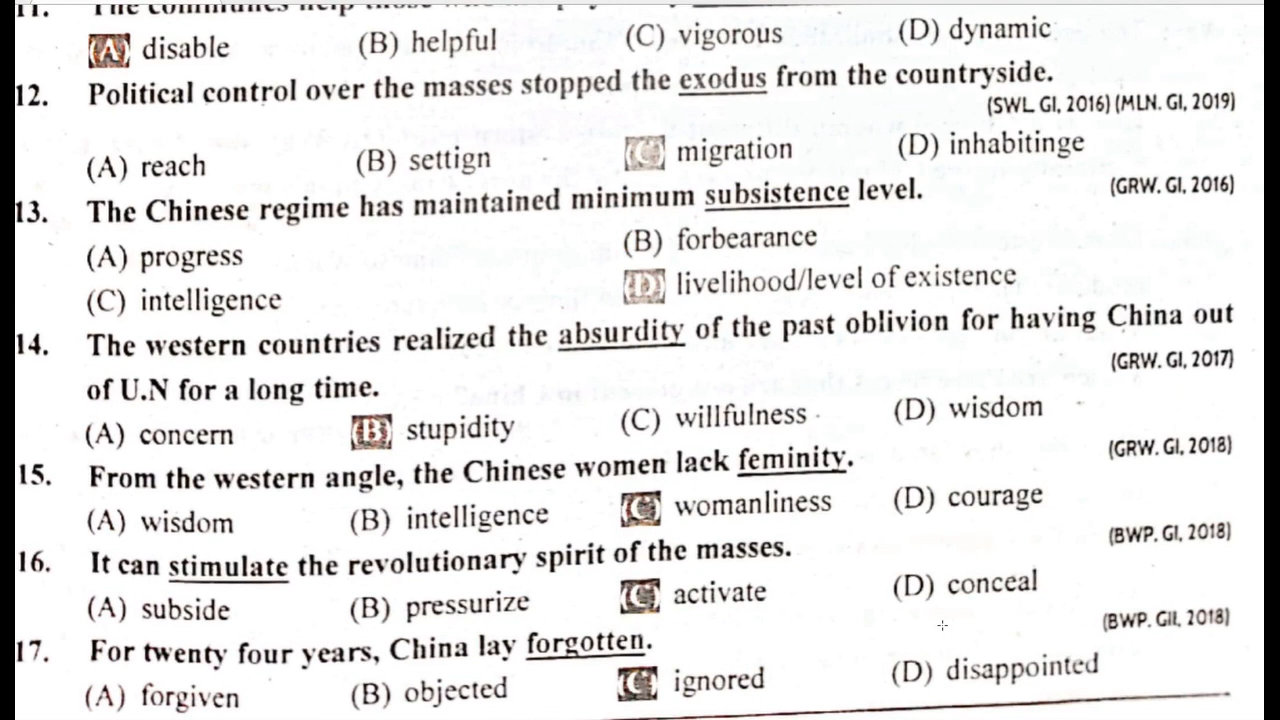 11. The communes help those
(A) disable (B) helpful (C) vigorous (D) dynamic
12. Political control over the masses stopped the exodus from the countryside.
(SWL. GI, 2016) (MLN. GI, 2019)
(A) reach (B) settign (C) migration (D) inhabitinge
13. The Chinese regime has maintained minimum subsistence level. (GRW. GI, 2016)
(A) progress (B) forbearance
(C) intelligence (D) livelihood/level of existence
14. The western countries realized the absurdity of the past oblivion for having China out
of U.N for a long time. (GRW. GI, 2017)
(A) concern (B) stupidity (C) willfulness (D) wisdom
15. From the western angle, the Chinese women lack feminity. (GRW. GI, 2018)
(A) wisdom (B) intelligence (C) womanliness (D) courage
16. It can stimulate the revolutionary spirit of the masses. (BWP. GI, 2018)
(A) subside (B) pressurize (C) activate (D) conceal
17. For twenty four years, China lay forgotten. (BWP. GII, 2018)
(A) forgiven (B) objected (C) ignored (D) disappointed